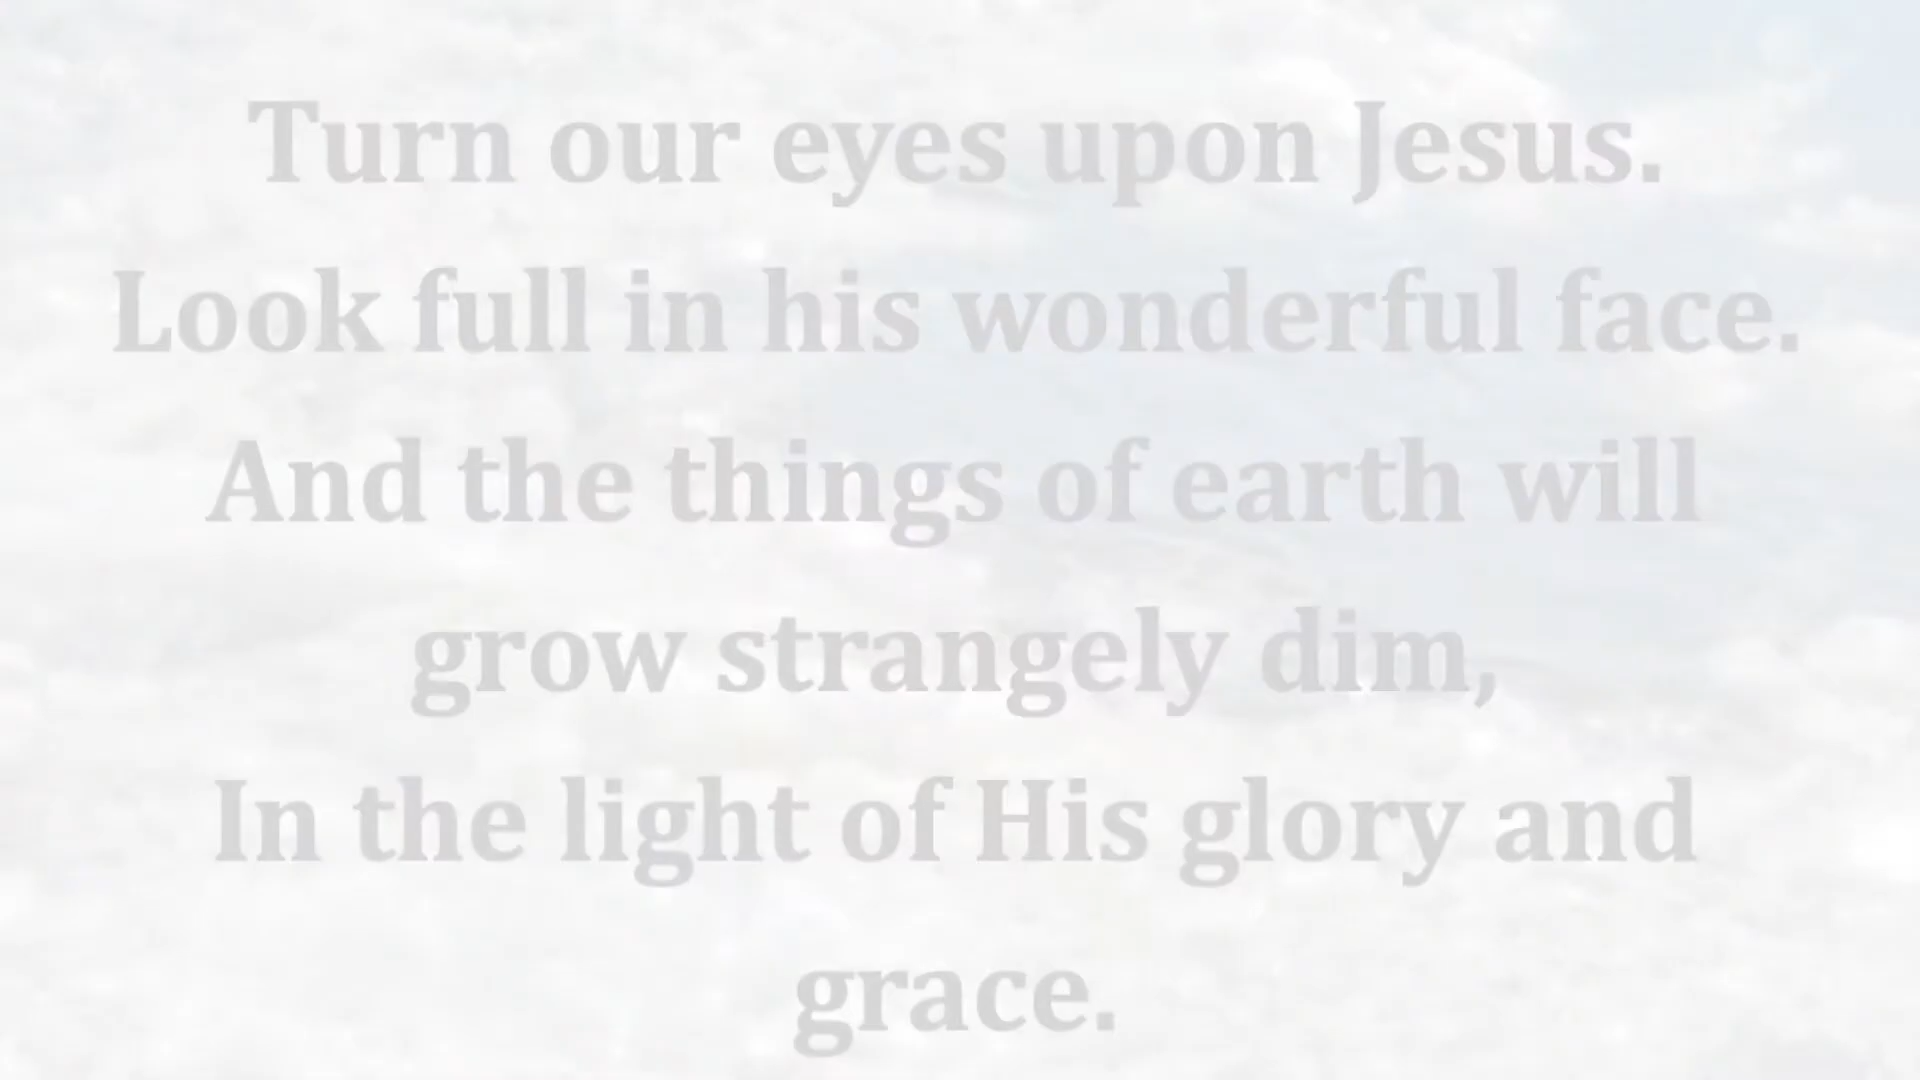 Turn our eyes upon Jesus.
Look full in his wonderful face.
And the things of earth will
grow strangely dim,
In the light of His glory and
grace.